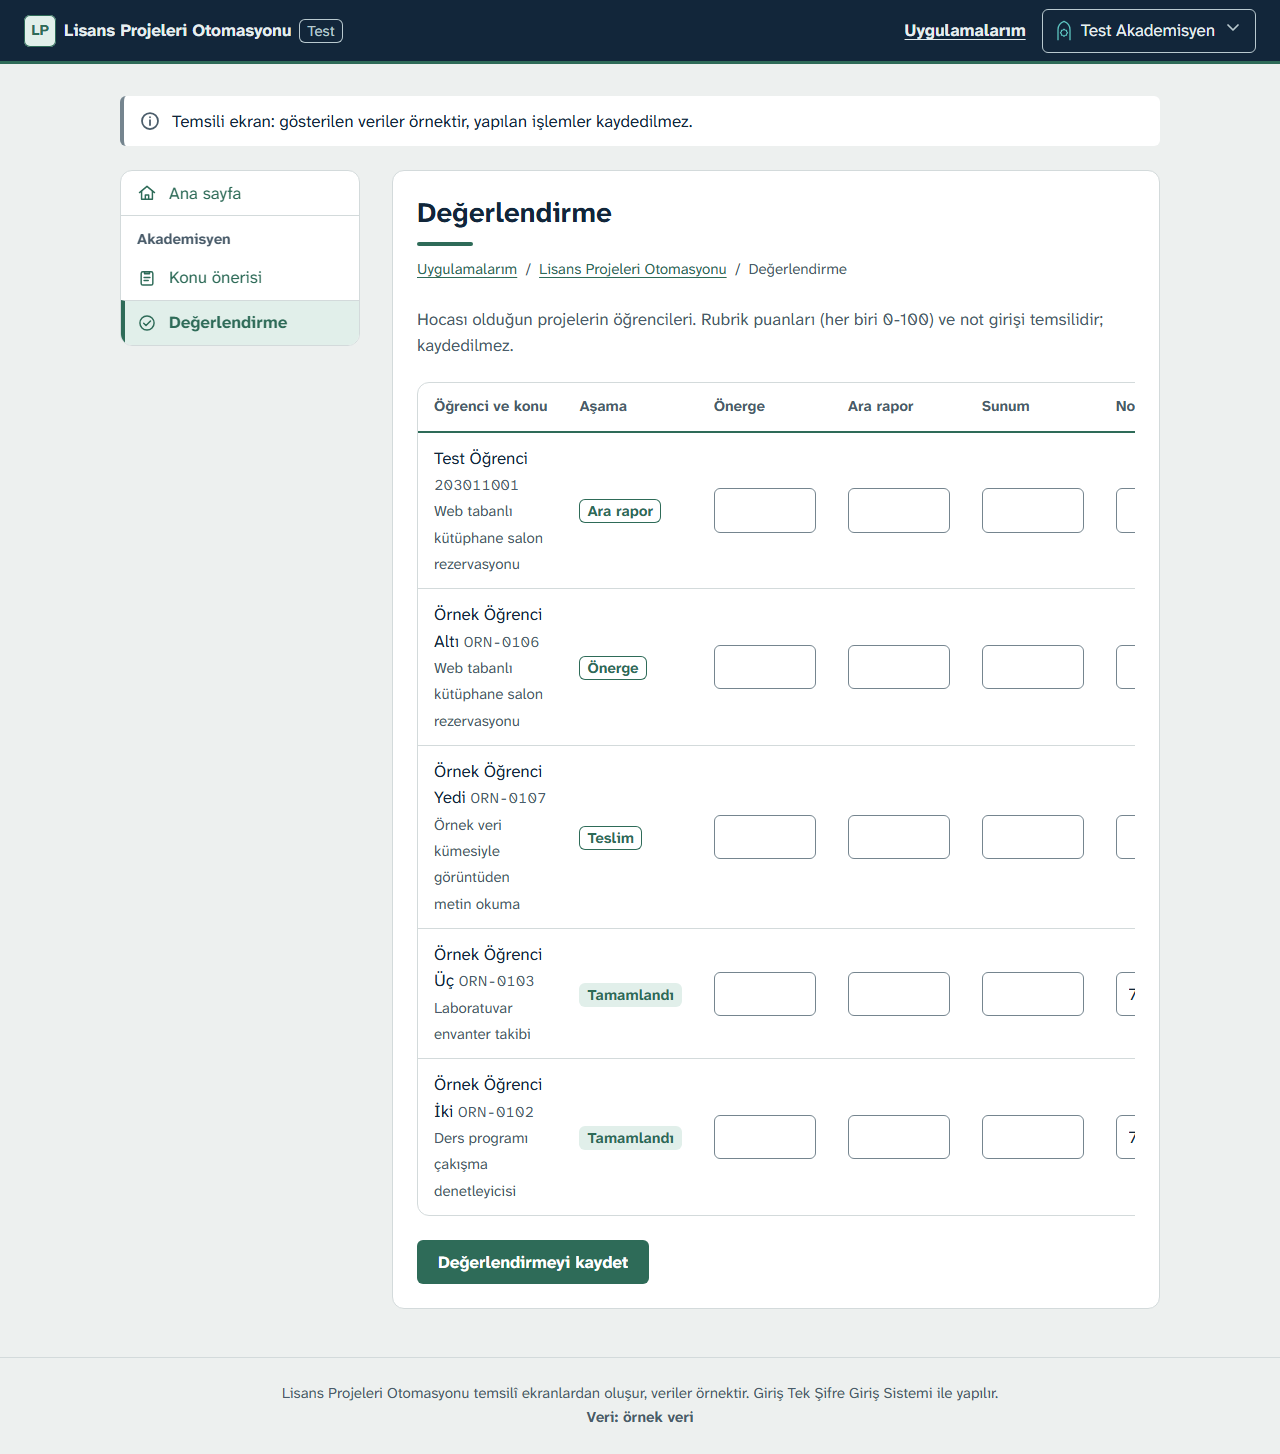 LP Lisans Projeleri Otomasyonu Test
Uygulamalarım
Test Akademisyen
Temsili ekran: gösterilen veriler örnektir, yapılan işlemler kaydedilmez.
Ana sayfa
Akademisyen
Konu önerisi
Değerlendirme
Değerlendirme
Uygulamalarım / Lisans Projeleri Otomasyonu / Değerlendirme
Hocası olduğun projelerin öğrencileri. Rubrik puanları (her biri 0-100) ve not girişi temsilidir;
kaydedilmez.
Öğrenci ve konu Aşama Önerge Ara rapor Sunum No
Test Öğrenci
203011001
Web tabanlı
kütüphane salon
rezervasyonu
Ara rapor
Örnek Öğrenci
Altı ORN-0106
Web tabanlı
kütüphane salon
rezervasyonu
Önerge
Örnek Öğrenci
Yedi ORN-0107
Örnek veri
kümesiyle
görüntüden
metin okuma
Teslim
Örnek Öğrenci
Üç ORN-0103
Laboratuvar
envanter takibi
Tamamlandı
7
Örnek Öğrenci
İki ORN-0102
Ders programı
çakışma
denetleyicisi
Tamamlandı
7
Değerlendirmeyi kaydet
Lisans Projeleri Otomasyonu temsilî ekranlardan oluşur, veriler örnektir. Giriş Tek Şifre Giriş Sistemi ile yapılır.
Veri: örnek veri